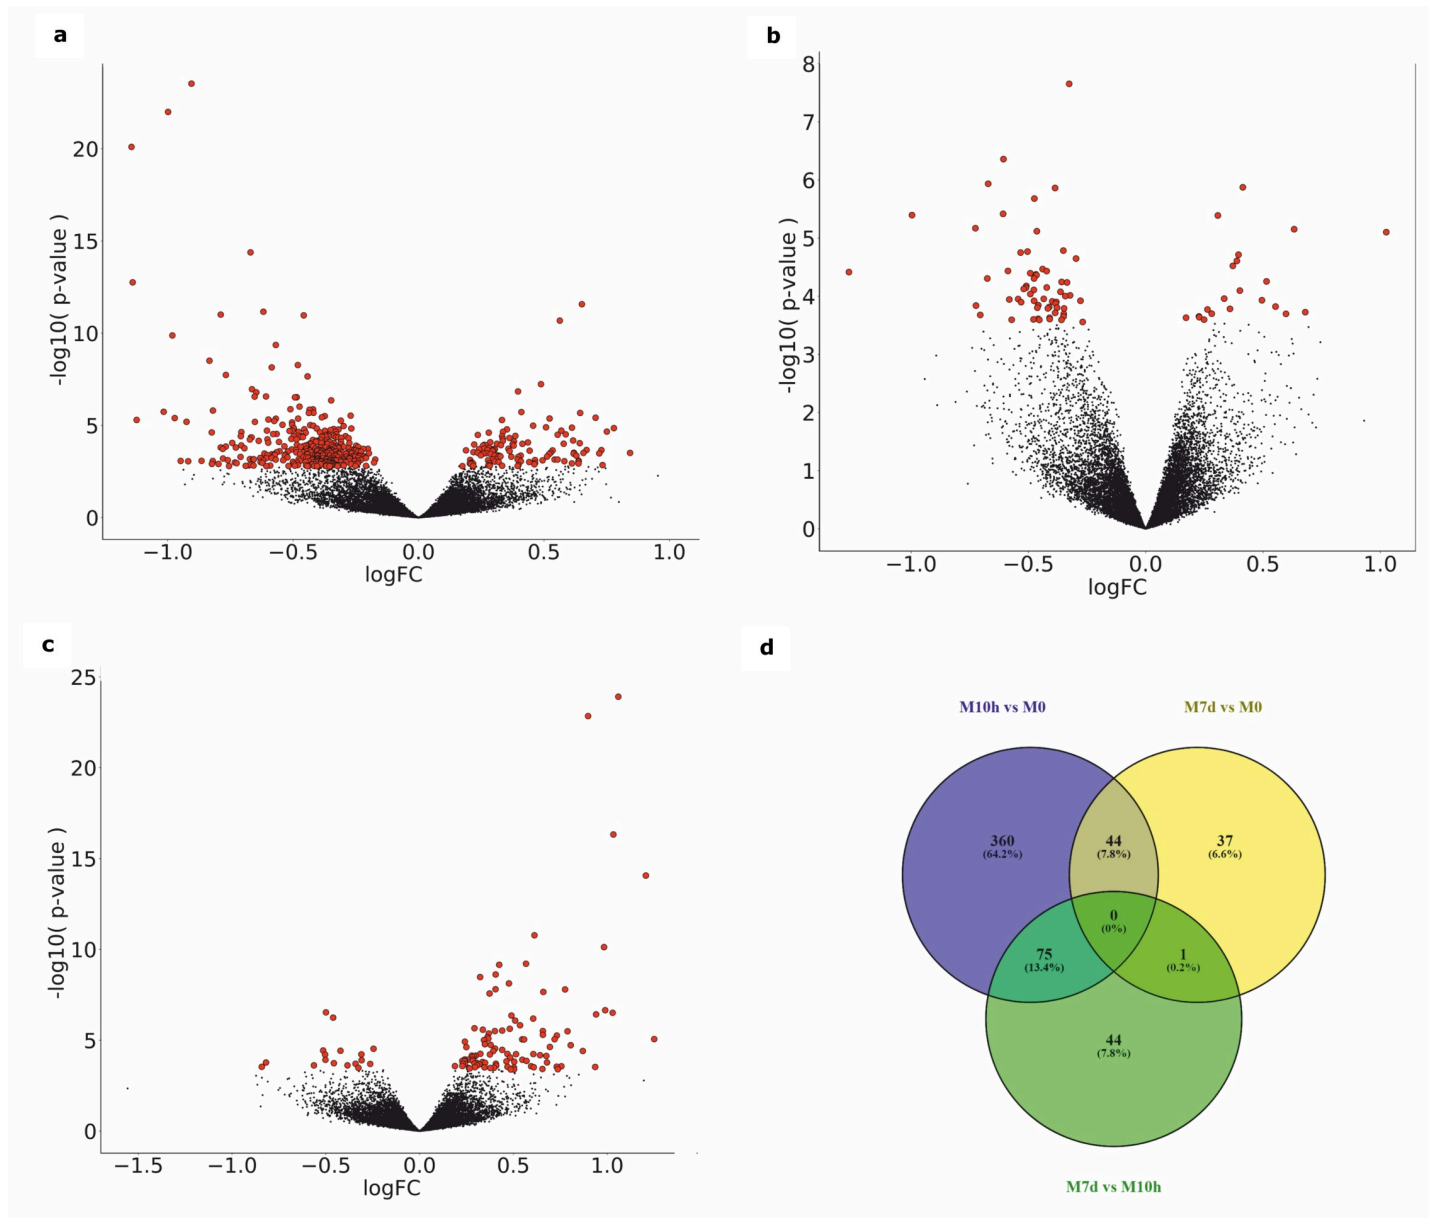 a
20
15
10
5
0
-log10( p-value )
−1.0 −0.5 0.0 0.5 1.0
logFC
b
8
7
6
5
4
3
2
1
0
-log10( p-value )
−1.0 −0.5 0.0 0.5 1.0
logFC
c
25
20
15
10
5
0
-log10( p-value )
−1.5 −1.0 −0.5 0.0 0.5 1.0
logFC
d
M10h vs M0 M7d vs M0
360 44 37
(64.2%) (7.8%) (6.6%)
0
(0%)
75 1
(13.4%) (0.2%)
44
(7.8%)
M7d vs M10h